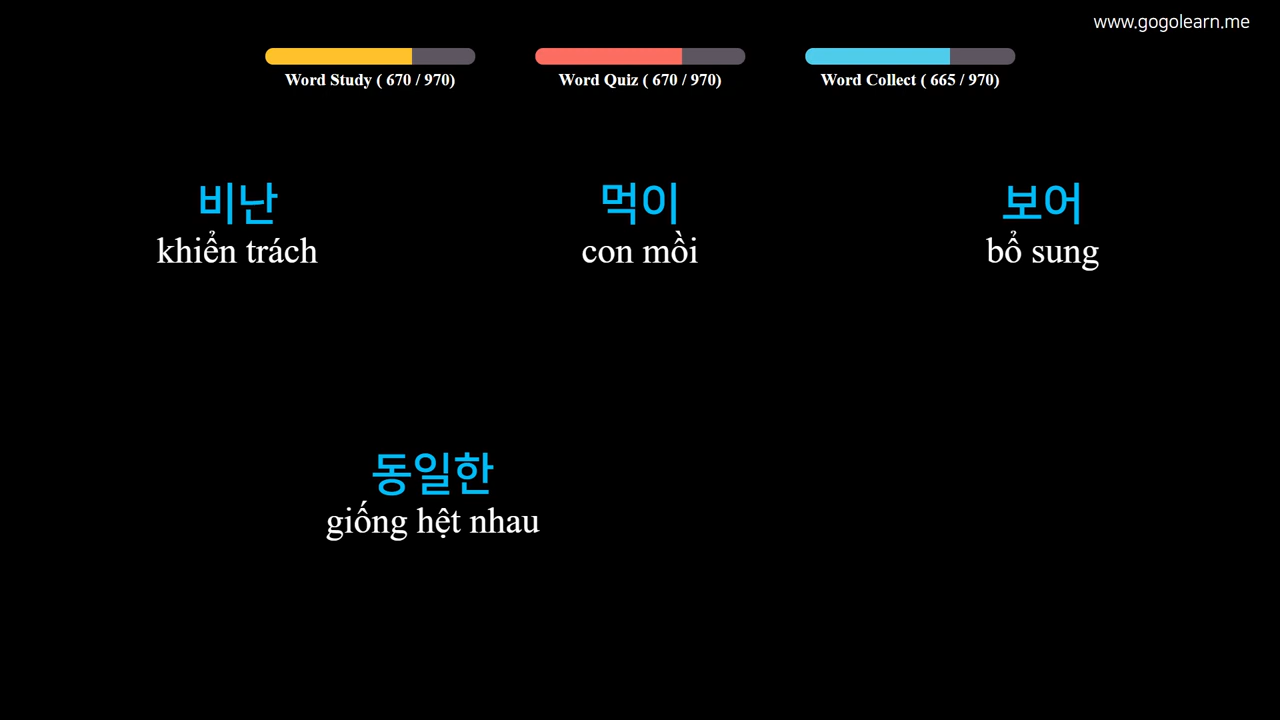 www.gogolearn.me
Word Study ( 670 / 970)
Word Quiz ( 670 / 970)
Word Collect ( 665 / 970)
비난
khiển trách
먹이
con mồi
보어
bổ sung
동일한
giống hệt nhau